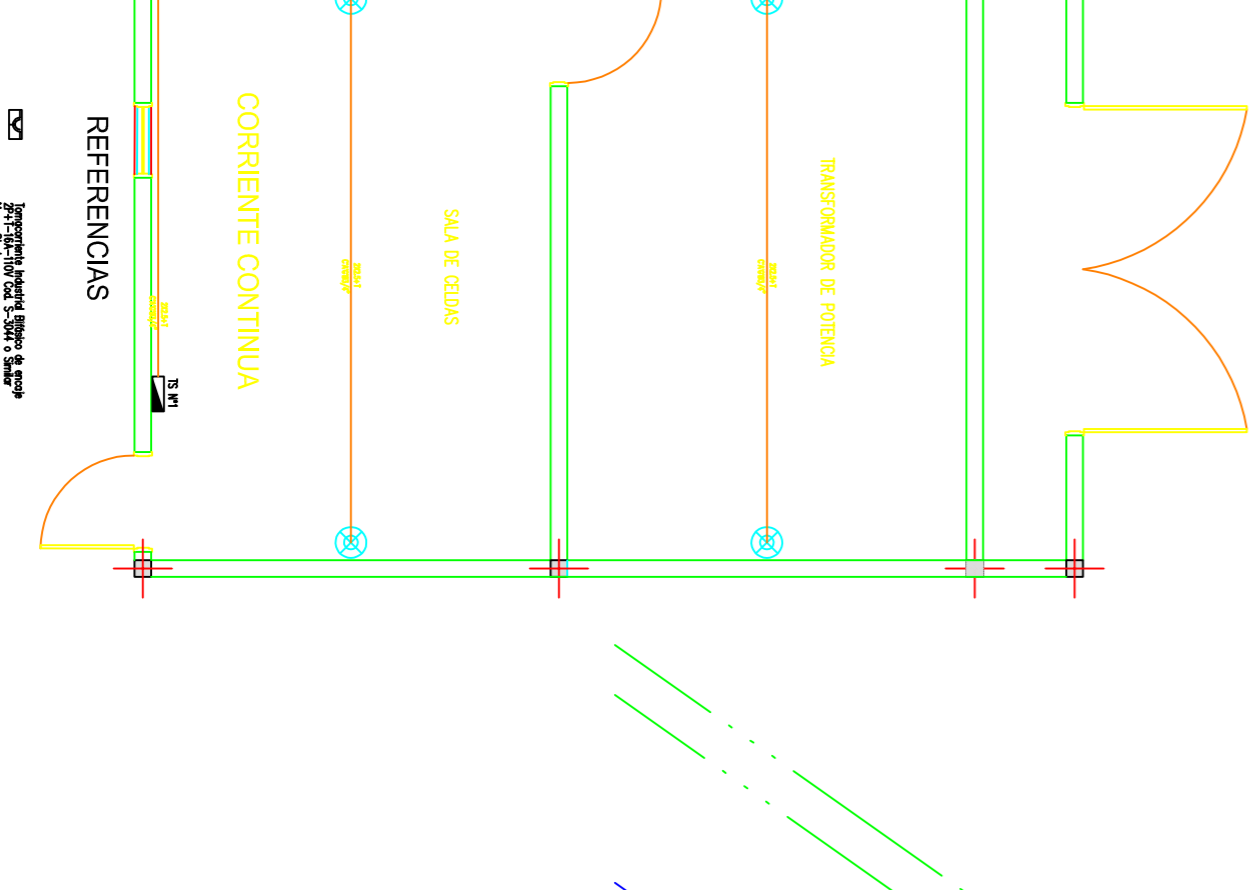 TRANSFORMADOR DE POTENCIA
SALA DE CELDAS
CORRIENTE CONTINUA
TS Nº1
REFERENCIAS
Tomacorriente Industrial Bifásico de encaje
2P+T-16A-110V Cod. S-3044 o Similar